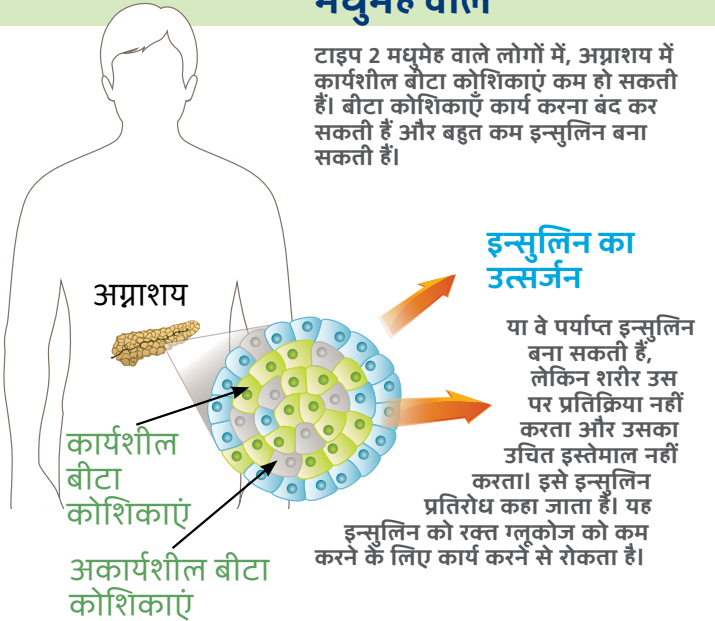 मधुमेह वाले
टाइप 2 मधुमेह वाले लोगों में, अग्नाशय में
कार्यशील बीटा कोशिकाएं कम हो सकती
हैं। बीटा कोशिकाएँ कार्य करना बंद कर
सकती हैं और बहुत कम इन्सुलिन बना
सकती हैं।
इन्सुलिन का
उत्सर्जन
अग्नाशय
या वे पर्याप्त इन्सुलिन
बना सकती हैं,
लेकिन शरीर उस
पर प्रतिक्रिया नहीं
करता और उसका
उचित इस्तेमाल नहीं
करता। इसे इन्सुलिन
प्रतिरोध कहा जाता है। यह
इन्सुलिन को रक्त ग्लूकोज को कम
करने के लिए कार्य करने से रोकता है।
कार्यशील
बीटा
कोशिकाएं
अकार्यशील बीटा
कोशिकाएं